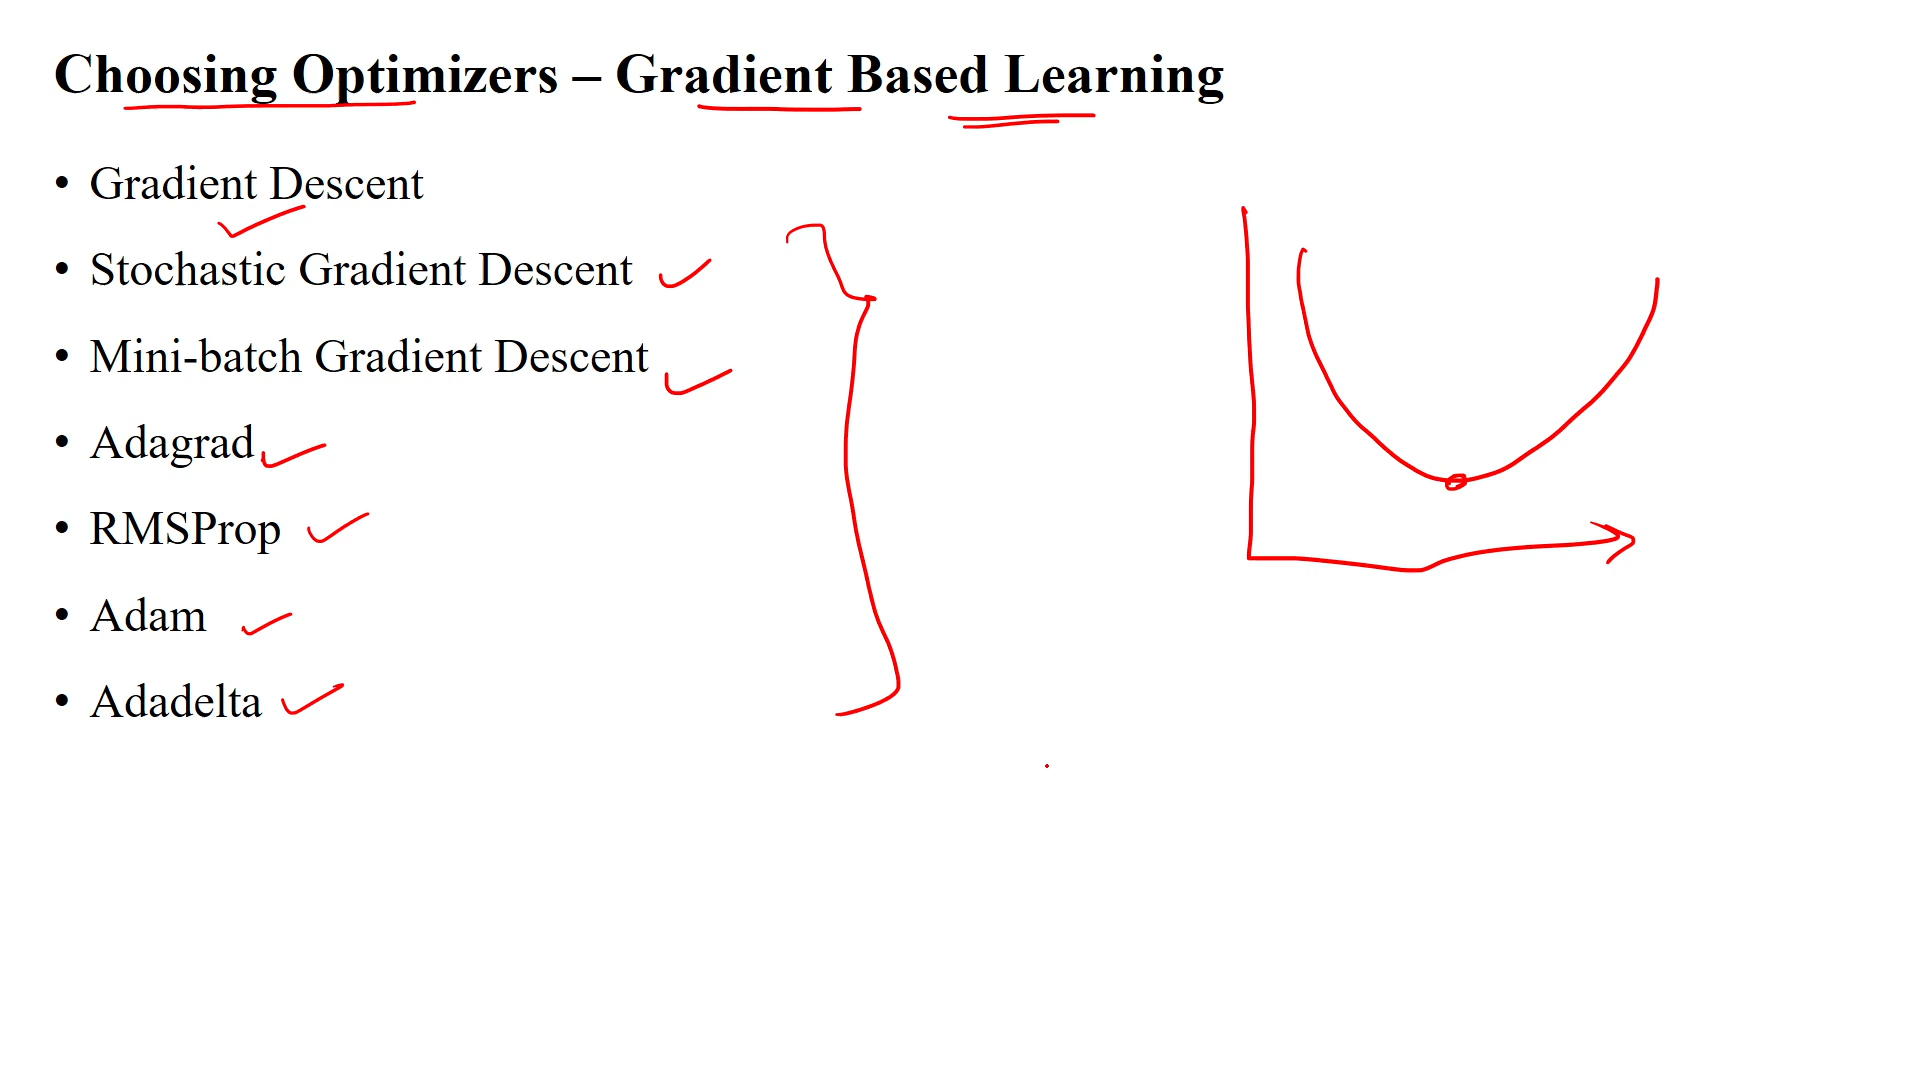 Choosing Optimizers – Gradient Based Learning
• Gradient Descent
• Stochastic Gradient Descent
• Mini-batch Gradient Descent
• Adagrad
• RMSProp
• Adam
• Adadelta